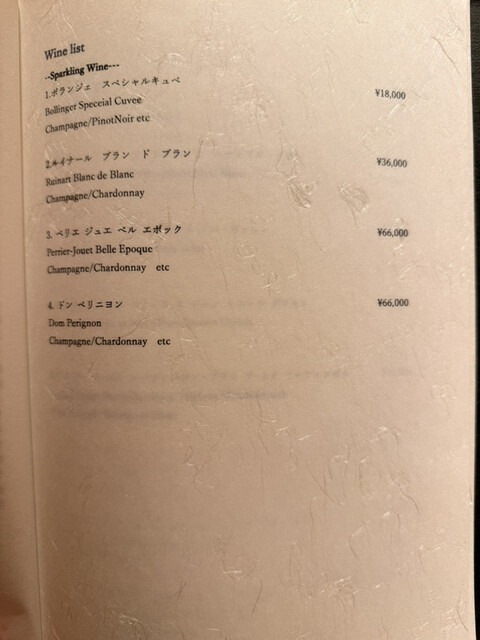 Wine list
--Sparkling Wine---
1.ボランジェ　スペシャルキュベ
¥18,000
Bollinger Speceial Cuvee
Champagne/PinotNoir etc
2.ルイナール　ブラン　ド　ブラン
¥36,000
Ruinart Blanc de Blanc
Champagne/Chardonnay
3. ペリエ ジュエ ベル エポック
¥66,000
Perrier-Jouet Belle Epoque
Champagne/Chardonnay　etc
4. ドン ペリニヨン
¥66,000
Dom Perignon
Champagne/Chardonnay　etc